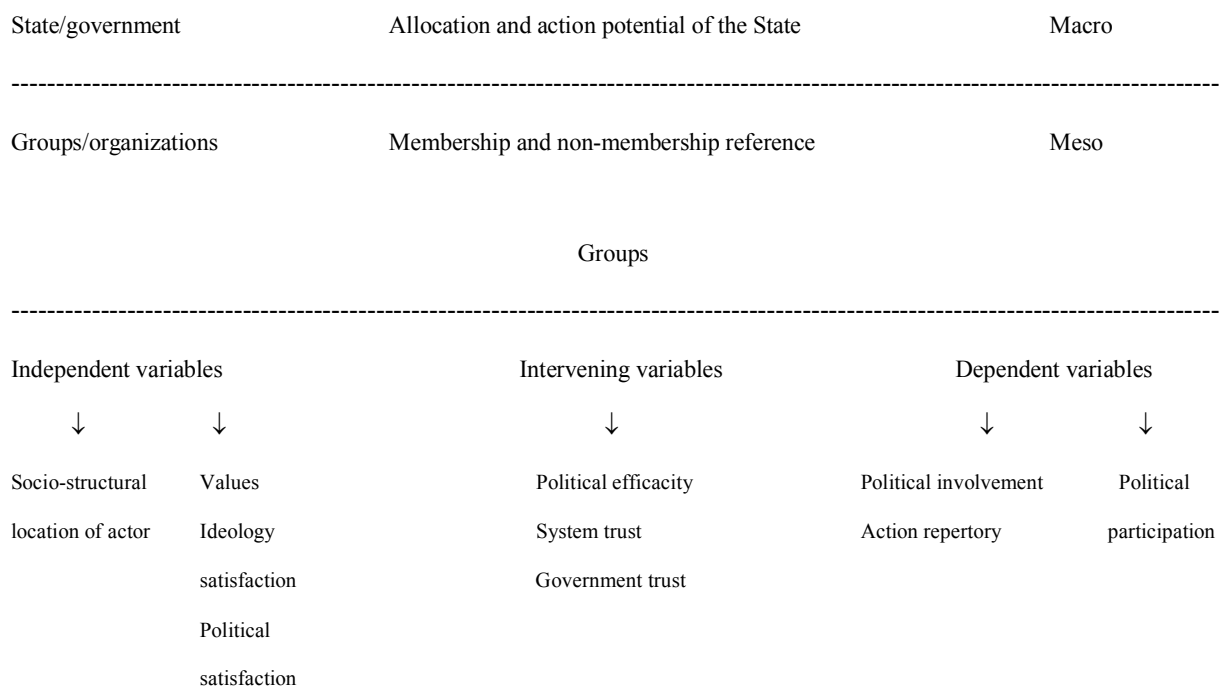 State/government Allocation and action potential of the State Macro
------------------------------------------------------------------------------------------------------------------------------------
Groups/organizations Membership and non-membership reference Meso
Groups
------------------------------------------------------------------------------------------------------------------------------------
Independent variables Intervening variables Dependent variables
↓ ↓ ↓ ↓ ↓
Socio-structural Values Political efficacity Political involvement Political
location of actor Ideology System trust Action repertory participation
satisfaction Government trust
Political
satisfaction